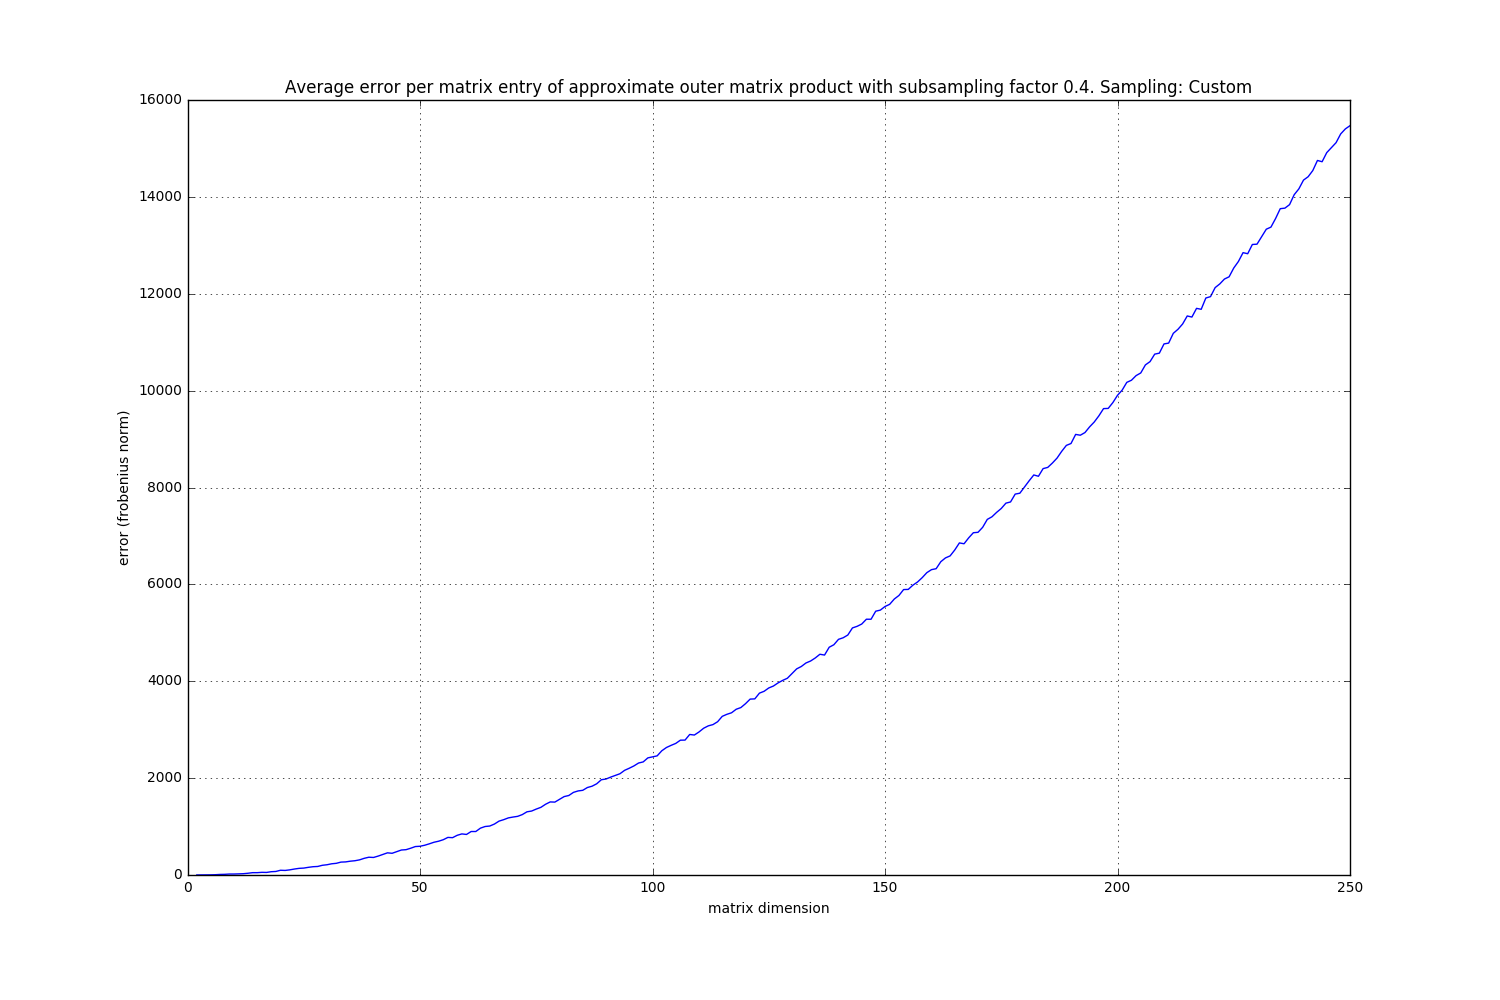 Average error per matrix entry of approximate outer matrix product with subsampling factor 0.4. Sampling: Custom
16000
14000
12000
10000
8000
6000
4000
2000
0
error (frobenius norm)
0 50 100 150 200 250
matrix dimension